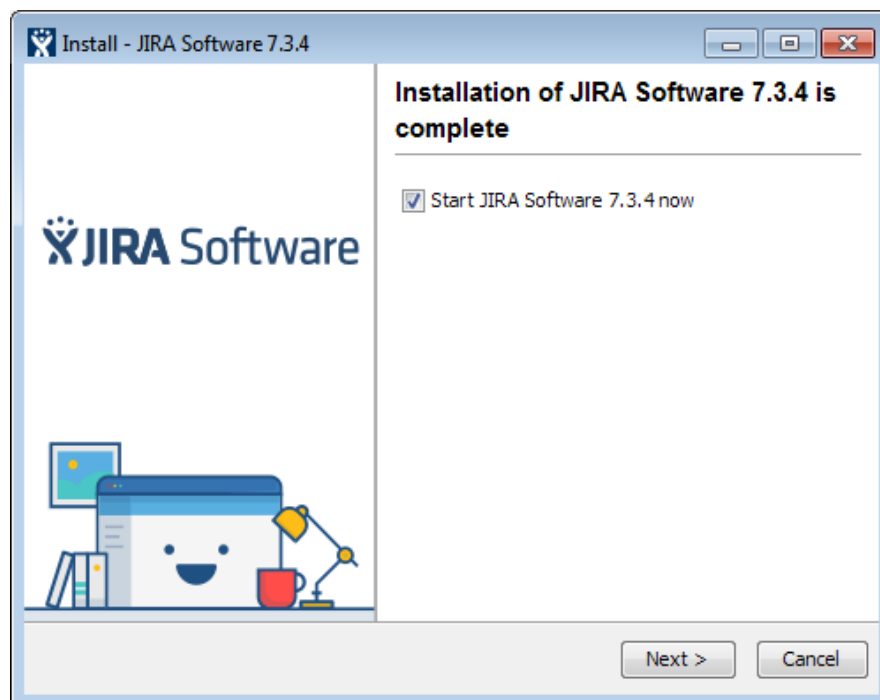 Install - JIRA Software 7.3.4
Installation of JIRA Software 7.3.4 is
complete
Start JIRA Software 7.3.4 now
JIRA Software
Next >
Cancel